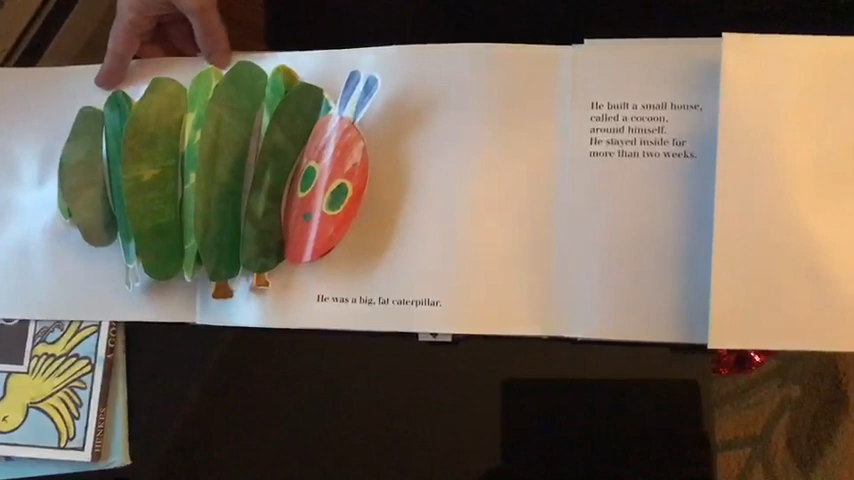 He was a big, fat caterpillar.
He built a small house,
called a cocoon,
around himself.
He stayed inside for
more than two weeks.
HENKES